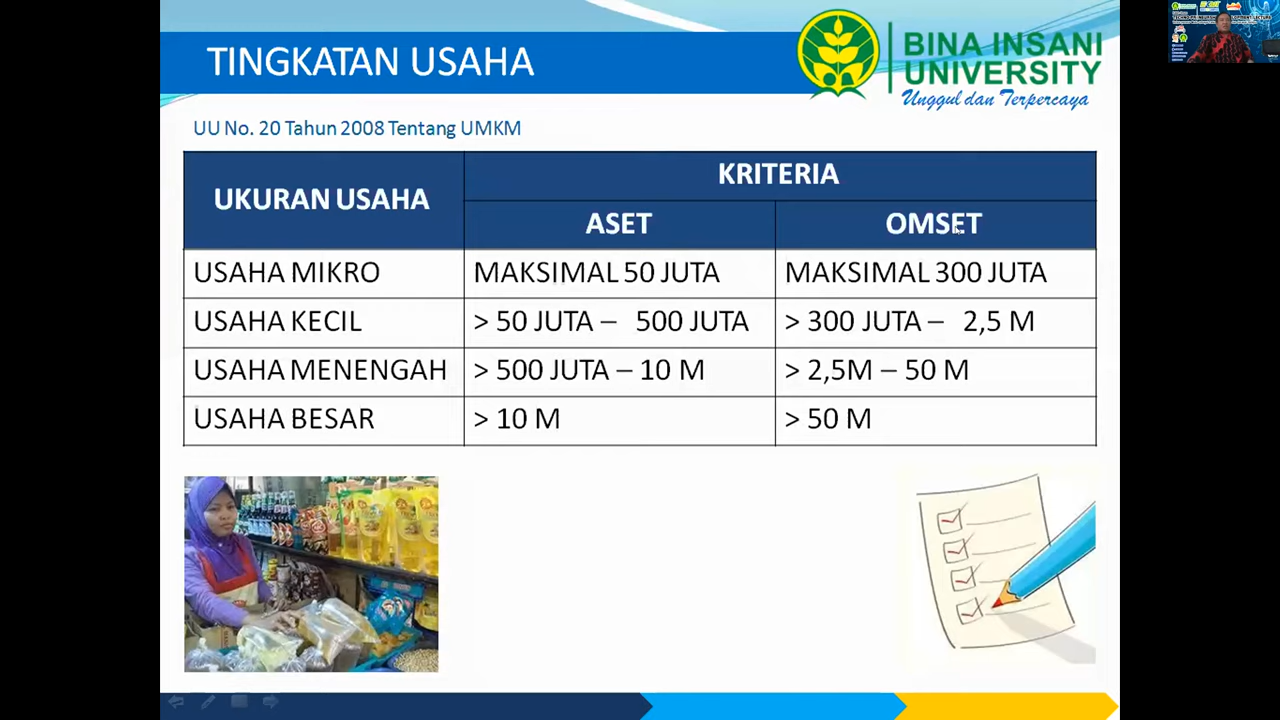 TINGKATAN USAHA
BINA INSANI
UNIVERSITY
Unggul dan Terpercaya
UU No. 20 Tahun 2008 Tentang UMKM
UKURAN USAHA
KRITERIA
ASET
OMSET
USAHA MIKRO
MAKSIMAL 50 JUTA
MAKSIMAL 300 JUTA
USAHA KECIL
> 50 JUTA – 500 JUTA
> 300 JUTA – 2,5 M
USAHA MENENGAH
> 500 JUTA – 10 M
> 2,5M – 50 M
USAHA BESAR
> 10 M
> 50 M